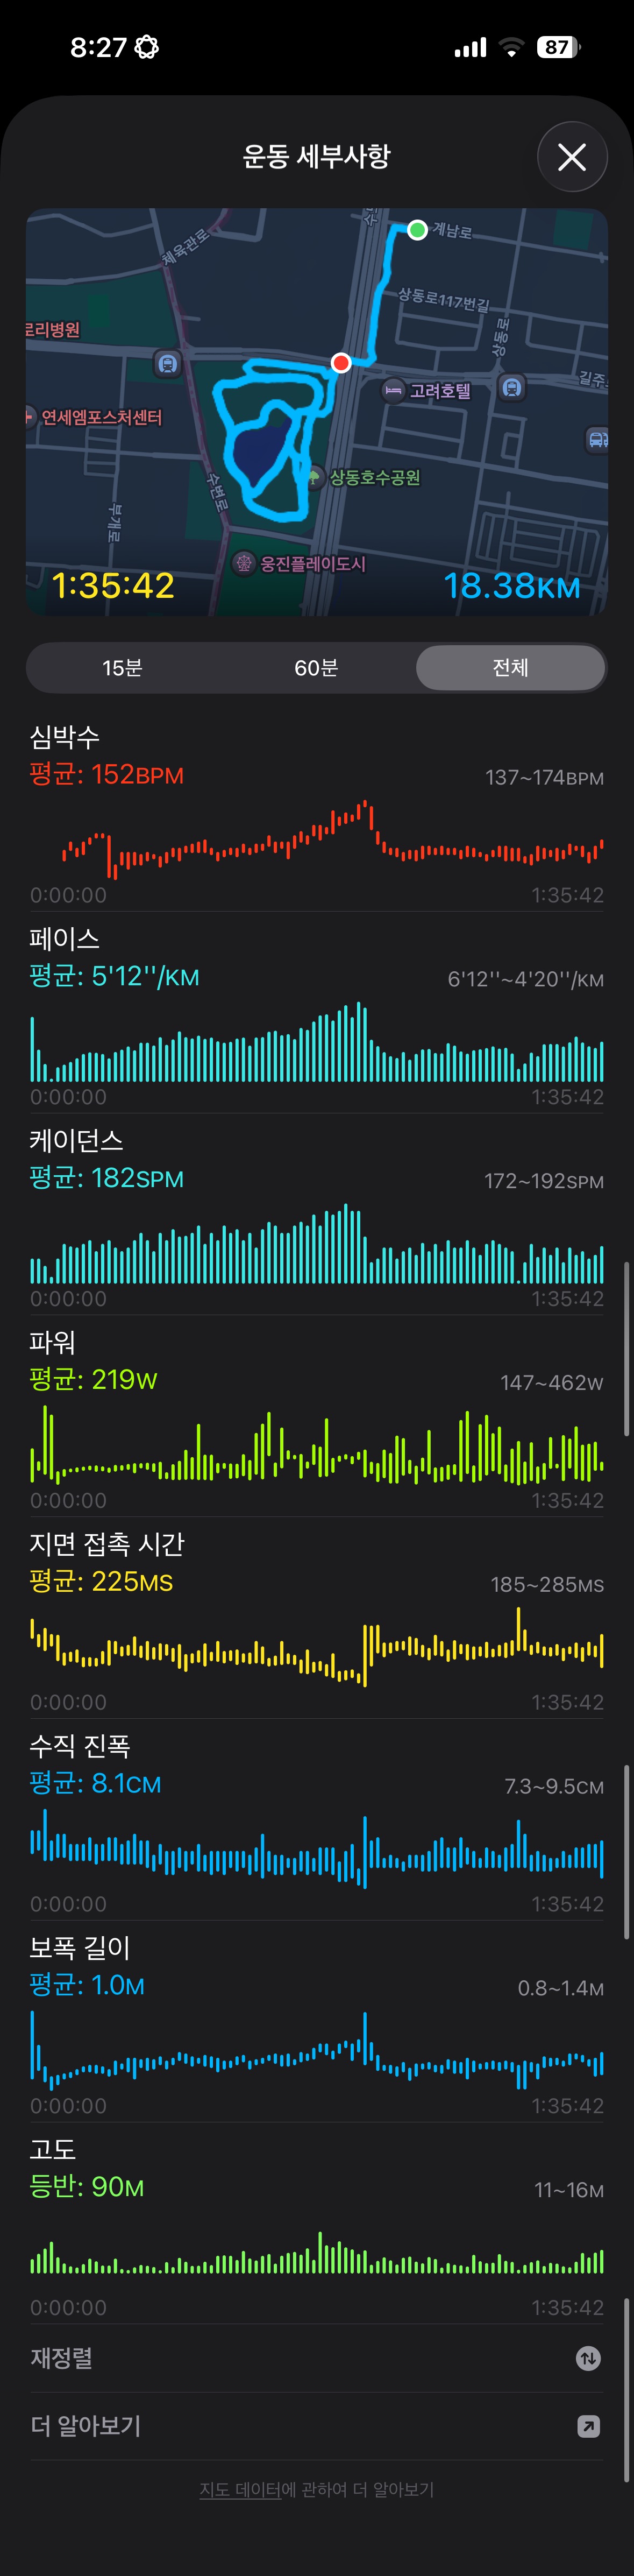 8:27
87
운동 세부사항
계남로
체육관로
상동로117번길
상동로
길주로
고려호텔
연세엠포스처센터
상동호수공원
수변로
부개로
웅진플레이도시
1:35:42
18.38KM
15분
60분
전체
심박수
평균: 152BPM
137~174BPM
0:00:00
1:35:42
페이스
평균: 5'12''/KM
6'12''~4'20''/KM
0:00:00
1:35:42
케이던스
평균: 182SPM
172~192SPM
0:00:00
1:35:42
파워
평균: 219W
147~462W
0:00:00
1:35:42
지면 접촉 시간
평균: 225MS
185~285MS
0:00:00
1:35:42
수직 진폭
평균: 8.1CM
7.3~9.5CM
0:00:00
1:35:42
보폭 길이
평균: 1.0M
0.8~1.4M
0:00:00
1:35:42
고도
등반: 90M
11~16M
0:00:00
1:35:42
재정렬
더 알아보기
지도 데이터에 관하여 더 알아보기